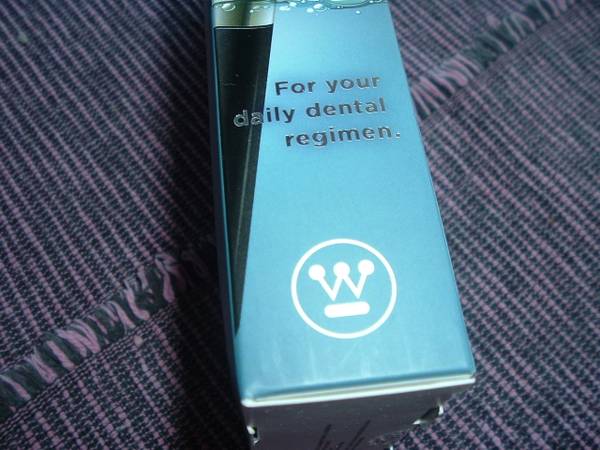 For your
daily dental
regimen.
W